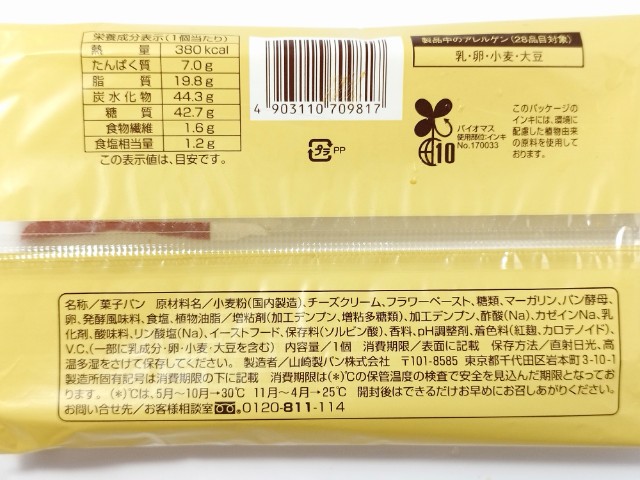 栄養成分表示(1個当たり)
熱量 380kcal
たんぱく質 7.0g
脂質 19.8g
炭水化物 44.3g
糖質 42.7g
食物繊維 1.6g
食塩相当量 1.2g
この表示値は、目安です。
4 903110 709817
プラ PP
製品中のアレルゲン(28品目対象)
乳・卵・小麦・大豆
バイオマス
使用部位:インキ
No.170033
10
このパッケージの
インキには、環境に
配慮した植物由来
の原料を使用して
おります。
名称/菓子パン 原材料名/小麦粉(国内製造)、チーズクリーム、フラワーペースト、糖類、マーガリン、パン酵母、
卵、発酵風味料、食塩、植物油脂/増粘剤(加工デンプン、増粘多糖類)、加工デンプン、酢酸(Na)、カゼインNa、乳
化剤、酸味料、リン酸塩(Na)、イーストフード、保存料(ソルビン酸)、香料、pH調整剤、着色料(紅麹、カロテノイド)、
V.C、(一部に乳成分・卵・小麦・大豆を含む) 内容量/1個 消費期限/表面に記載 保存方法/直射日光、高
温多湿をさけて保存してください。 製造者/山崎製パン株式会社 〒101-8585 東京都千代田区岩本町3-10-1
製造所固有記号は消費期限の下に記載 消費期限は(*)℃の保管温度の検査で安全を見込んだ期限となって
おります。 (*)℃は、5月〜10月→30℃ 11月〜4月→25℃ 開封後はできるだけお早めにお召しあがりください。
お問い合せ先/お客様相談室 0120-811-114